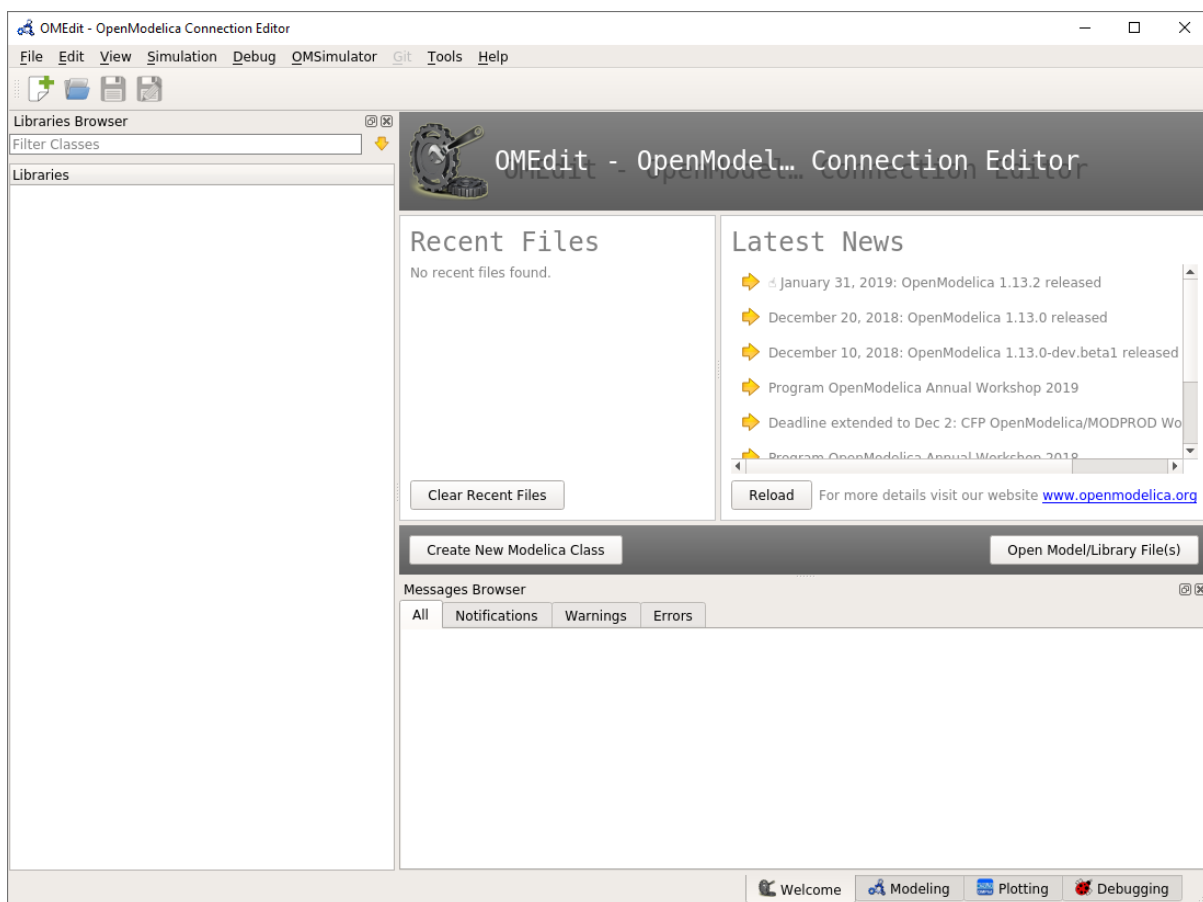 OMEdit - OpenModelica Connection Editor
File Edit View Simulation Debug OMSimulator Git Tools Help
Libraries Browser
Filter Classes
Libraries
OMEdit - OpenModel... Connection Editor
Recent Files
No recent files found.
Clear Recent Files
Latest News
January 31, 2019: OpenModelica 1.13.2 released
December 20, 2018: OpenModelica 1.13.0 released
December 10, 2018: OpenModelica 1.13.0-dev.beta1 released
Program OpenModelica Annual Workshop 2019
Deadline extended to Dec 2: CFP OpenModelica/MODPROD Wo
Program OpenModelica Annual Workshop 2018
Reload For more details visit our website www.openmodelica.org
Create New Modelica Class Open Model/Library File(s)
Messages Browser
All Notifications Warnings Errors
Welcome Modeling Plotting Debugging